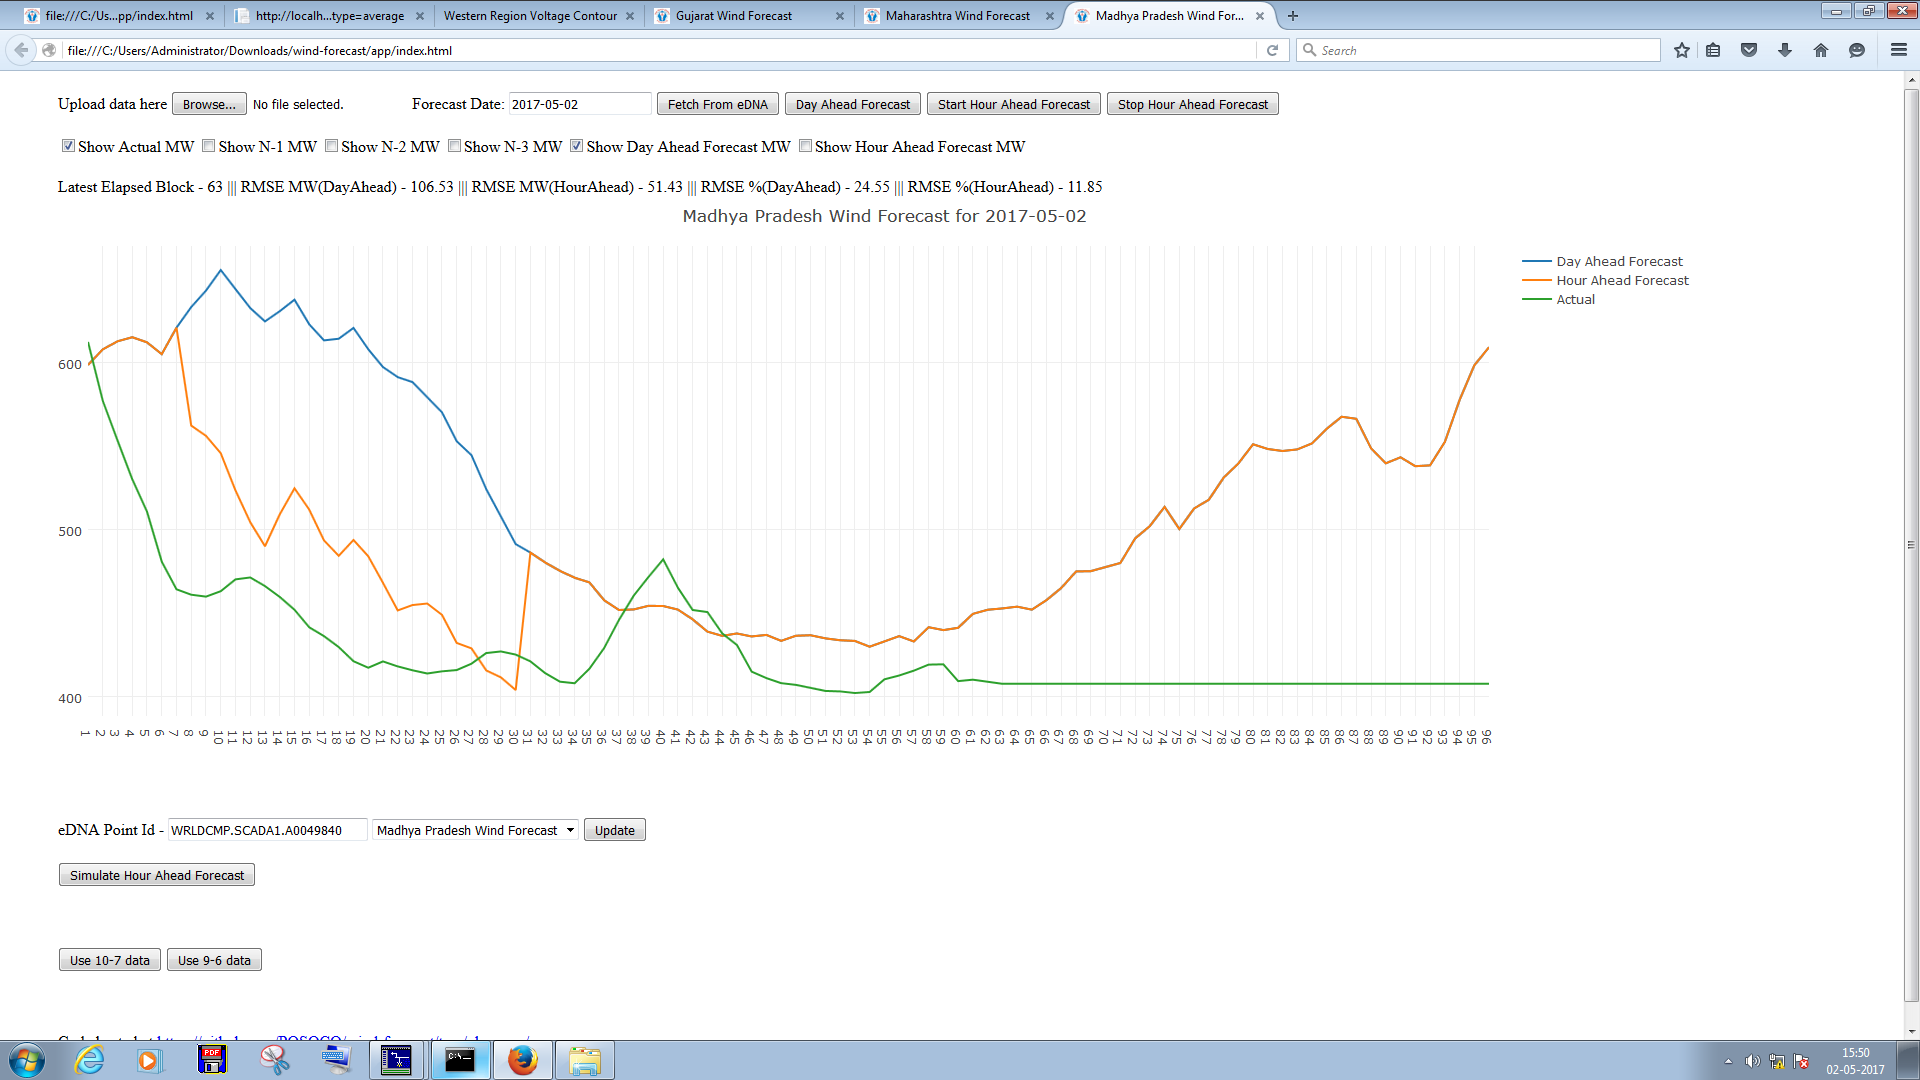 file:///C:/Us...pp/index.html http://localh...type=average Western Region Voltage Contour Gujarat Wind Forecast Maharashtra Wind Forecast Madhya Pradesh Wind For...
file:///C:/Users/Administrator/Downloads/wind-forecast/app/index.html Search
Upload data here Browse... No file selected. Forecast Date: 2017-05-02 Fetch From eDNA Day Ahead Forecast Start Hour Ahead Forecast Stop Hour Ahead Forecast
Show Actual MW Show N-1 MW Show N-2 MW Show N-3 MW Show Day Ahead Forecast MW Show Hour Ahead Forecast MW
Latest Elapsed Block - 63 ||| RMSE MW(DayAhead) - 106.53 ||| RMSE MW(HourAhead) - 51.43 ||| RMSE %(DayAhead) - 24.55 ||| RMSE %(HourAhead) - 11.85
Madhya Pradesh Wind Forecast for 2017-05-02
Day Ahead Forecast
Hour Ahead Forecast
Actual
600
500
400
1 2 3 4 5 6 7 8 9 10 11 12 13 14 15 16 17 18 19 20 21 22 23 24 25 26 27 28 29 30 31 32 33 34 35 36 37 38 39 40 41 42 43 44 45 46 47 48 49 50 51 52 53 54 55 56 57 58 59 60 61 62 63 64 65 66 67 68 69 70 71 72 73 74 75 76 77 78 79 80 81 82 83 84 85 86 87 88 89 90 91 92 93 94 95 96
eDNA Point Id - WRLDCMP.SCADA1.A0049840 Madhya Pradesh Wind Forecast Update
Simulate Hour Ahead Forecast
Use 10-7 data Use 9-6 data
PDF C:\_
15:50
02-05-2017